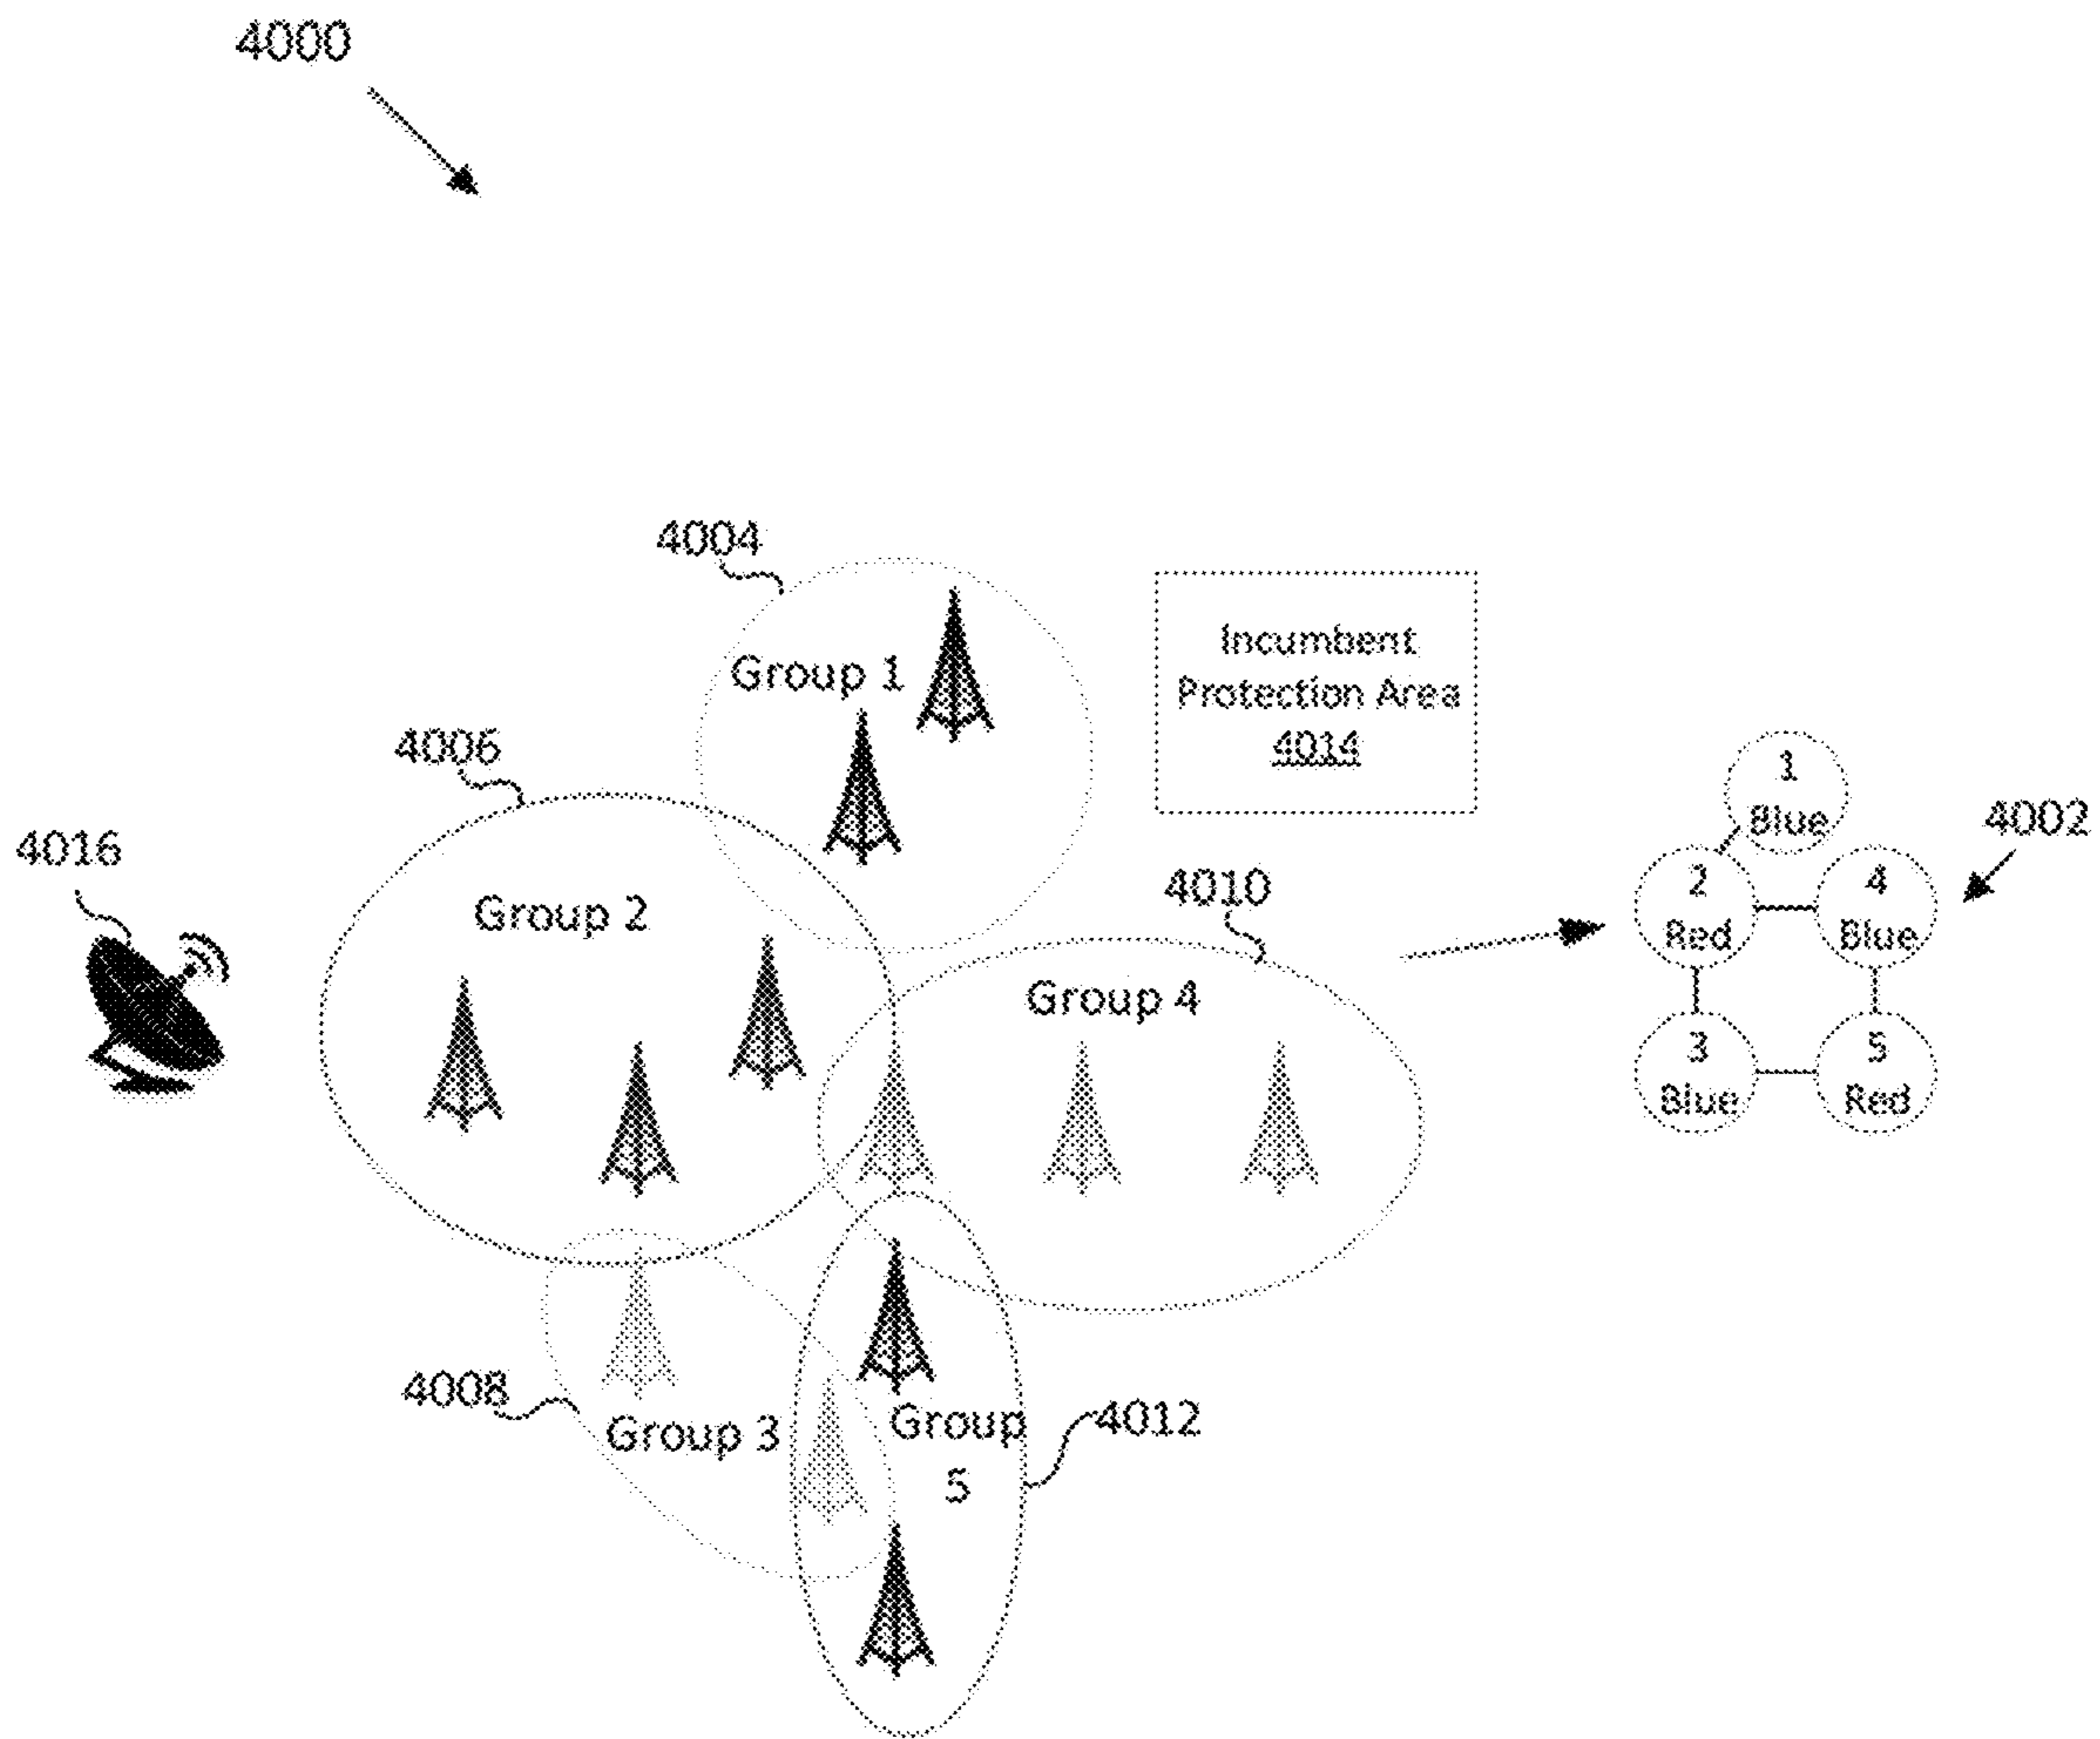 4000
4004
Group 1
Incumbent
Protection Area
4014
4006
4016
Group 2
4010
Group 4
1
Blue
4002
2
Red
4
Blue
3
Blue
5
Red
4008
Group 3
Group
5
4012